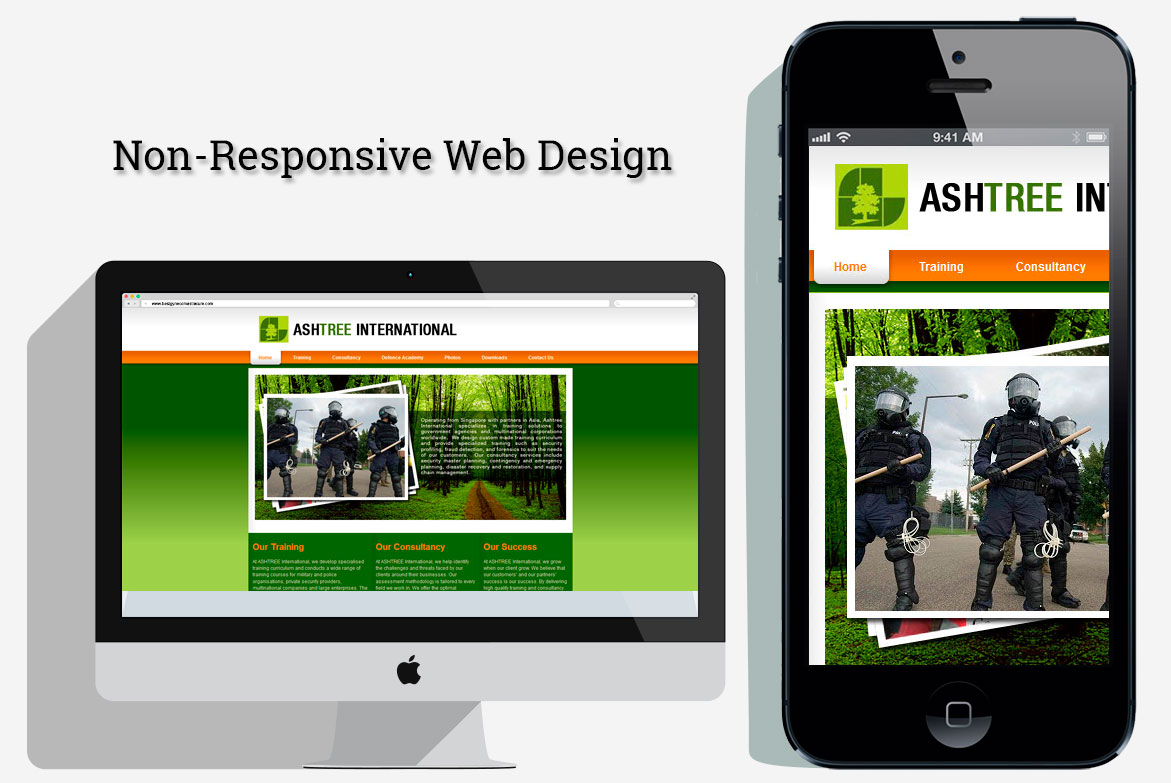 Non-Responsive Web Design
ASHTREE INTERNATIONAL
Home Training Consultancy Defence Academy Photos Downloads Contact Us
Operating from Singapore with partners in Asia, Ashtree
International specializes in training solutions to
government agencies and multinational corporations
worldwide. We design custom made training curriculum
and provide specialized training such as security
profiling, fraud detection, and forensics to suit the needs
of our customers. Our consultancy services include
security master planning, contingency and emergency
planning, disaster recovery and restoration, and supply
chain management.
Our Training
At ASHTREE International, we develop specialised
training curriculum and conducts a wide range of
training courses for military and police
organisations, private security providers,
multinational companies and large enterprises. The
Our Consultancy
At ASHTREE International, we help identify
the challenges and threats faced by our
clients around their businesses. Our
assessment methodology is tailored to every
field we work in. We offer the optimal
Our Success
At ASHTREE International, we grow
when our client grow. We believe that
our customers' and our partners'
success is our success. By delivering
high quality training and consultancy
9:41 AM
ASHTREE IN
Home Training Consultancy